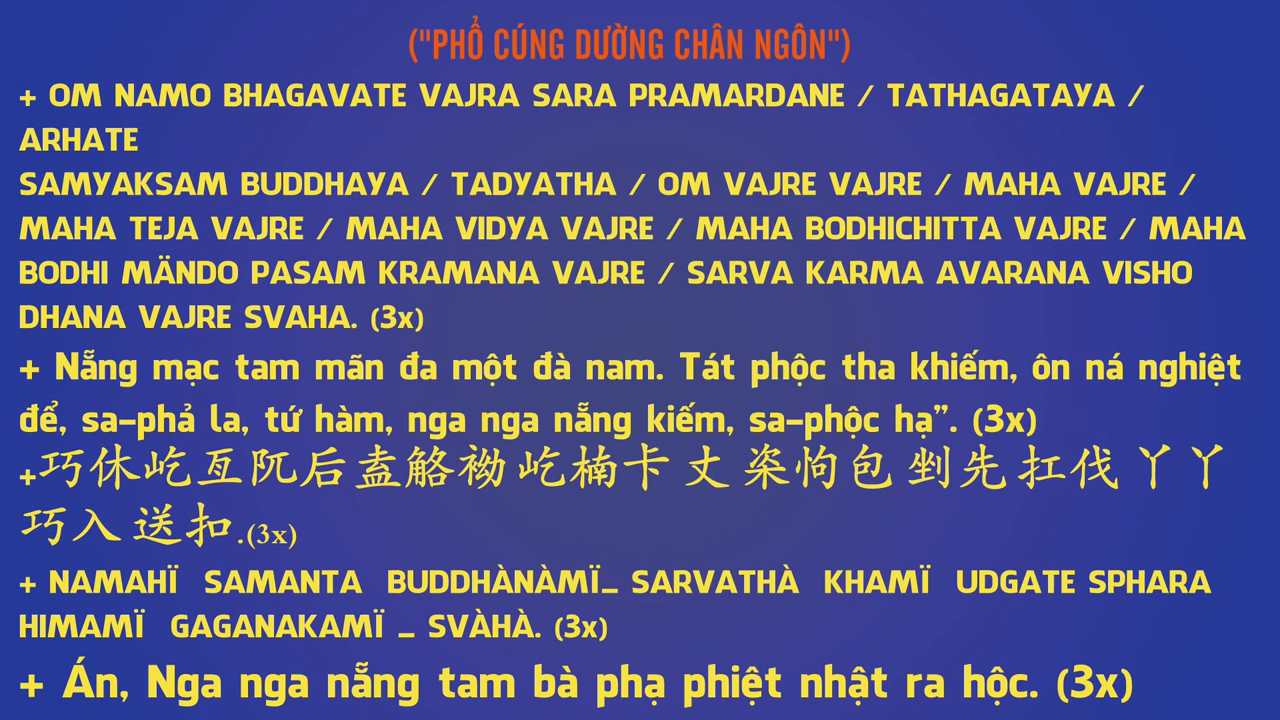 ("PHỔ CÚNG DƯỜNG CHÂN NGÔN")
+ OM NAMO BHAGAVATE VAJRA SARA PRAMARDANE / TATHAGATAYA /
ARHATE
SAMYAKSAM BUDDHAYA / TADYATHA / OM VAJRE VAJRE / MAHA VAJRE /
MAHA TEJA VAJRE / MAHA VIDYA VAJRE / MAHA BODHICHITTA VAJRE / MAHA
BODHI MÄNDO PASAM KRAMANA VAJRE / SARVA KARMA AVARANA VISHO
DHANA VAJRE SVAHA. (3x)
+ Nẵng mạc tam mãn đa một đà nam. Tát phộc tha khiếm, ôn ná nghiệt
để, sa-phả la, tứ hàm, nga nga nẵng kiếm, sa-phộc hạ”. (3x)
+巧休屹亙阢后盍觡袎屹楠卡丈楶怐包剉先扛伐丫丫
巧入送扣.(3x)
+ NAMAHÏ SAMANTA BUDDHÀNÀMÏ_ SARVATHÀ KHAMÏ UDGATE SPHARA
HIMAMÏ GAGANAKAMÏ _ SVÀHÀ. (3x)
+ Án, Nga nga nẵng tam bà phạ phiệt nhật ra hộc. (3x)